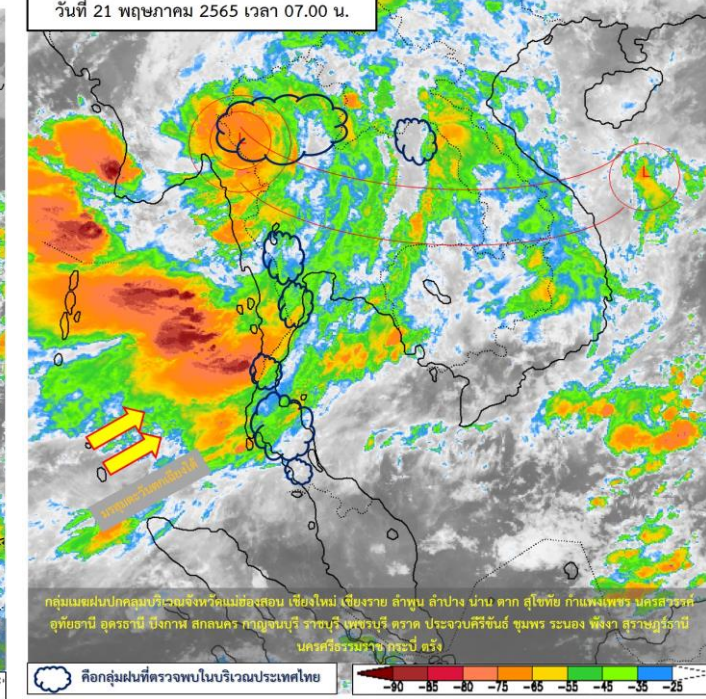 วันที่ 21 พฤษภาคม 2565 เวลา 07.00 น.
L
มรสุมตะวันตกเฉียงใต้
กลุ่มเมฆฝนปกคลุมบริเวณจังหวัดแม่ฮ่องสอน เชียงใหม่ เชียงราย ลำพูน ลำปาง น่าน ตาก สุโขทัย กำแพงเพชร นครสวรรค์
อุทัยธานี อุดรธานี บึงกาฬ สกลนคร กาญจนบุรี ราชบุรี เพชรบุรี ตราด ประจวบคีรีขันธ์ ชุมพร ระนอง พังงา สุราษฎร์ธานี
นครศรีธรรมราช กระบี่ ตรัง
คือกลุ่มฝนที่ตรวจพบในบริเวณประเทศไทย
-90 -85 -80 -75 -65 -55 -45 -35 -25